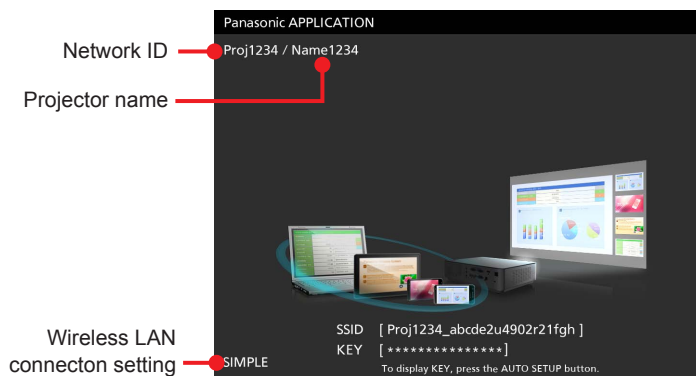 Panasonic APPLICATION
Network ID
Proj1234 / Name1234
Projector name
SSID [ Proj1234_abcde2u4902r21fgh ]
Wireless LAN
connecton setting
KEY [***************]
SIMPLE
To display KEY, press the AUTO SETUP button.